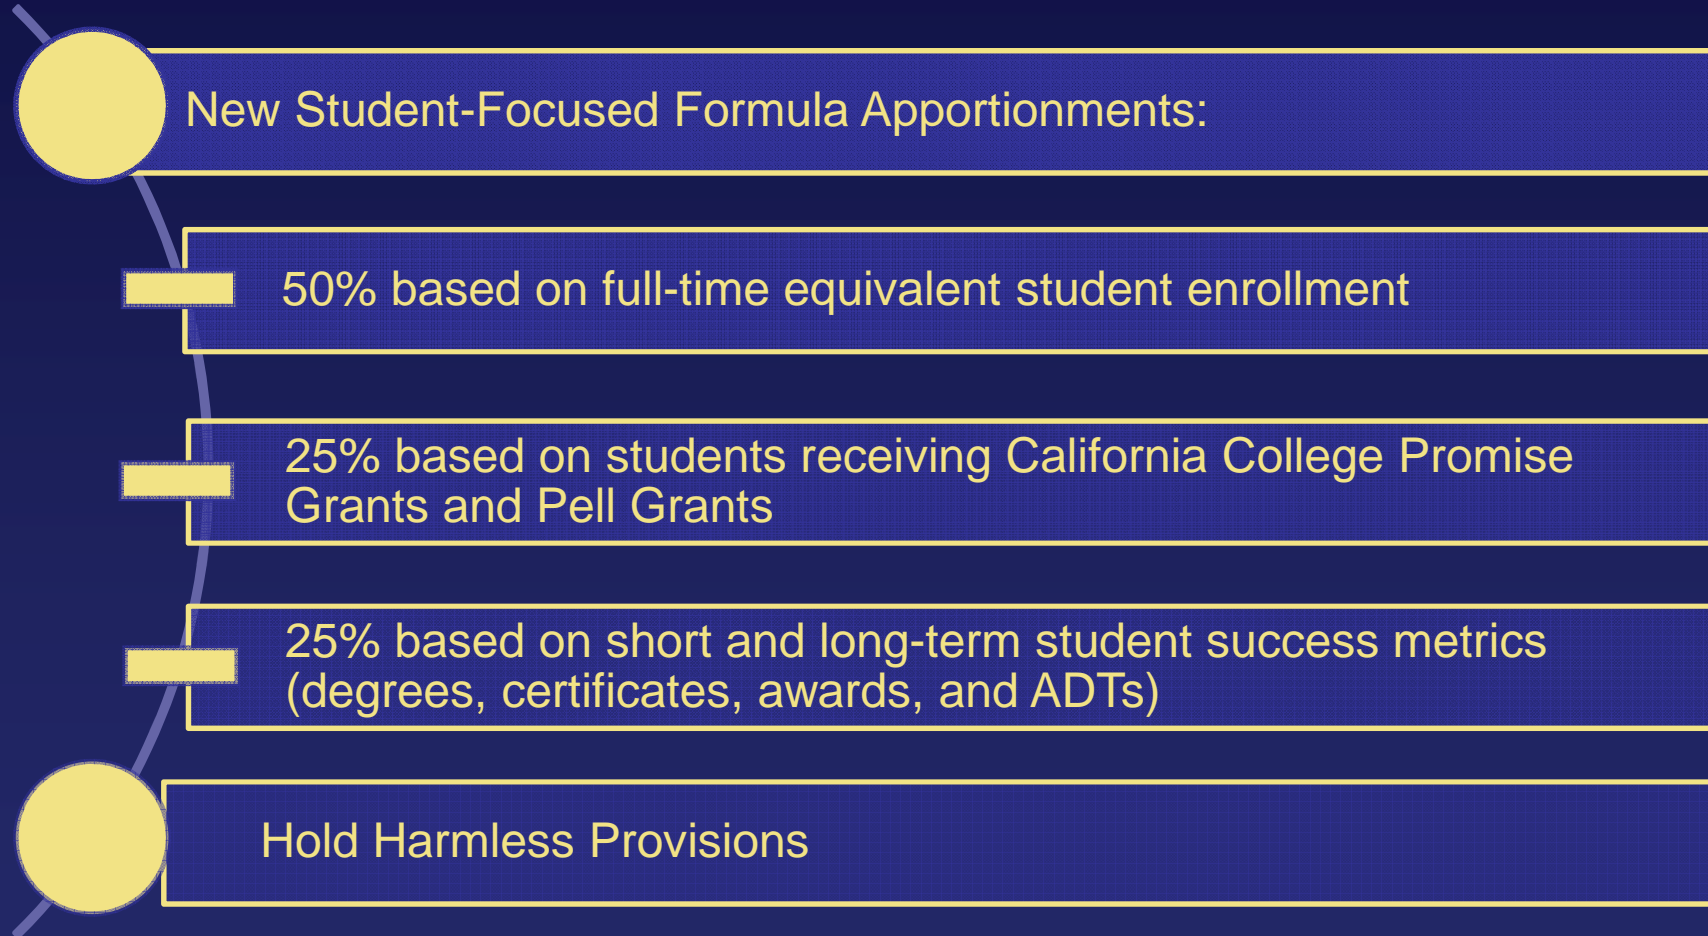 New Student-Focused Formula Apportionments:
50% based on full-time equivalent student enrollment
25% based on students receiving California College Promise
Grants and Pell Grants
25% based on short and long-term student success metrics
(degrees, certificates, awards, and ADTs)
Hold Harmless Provisions